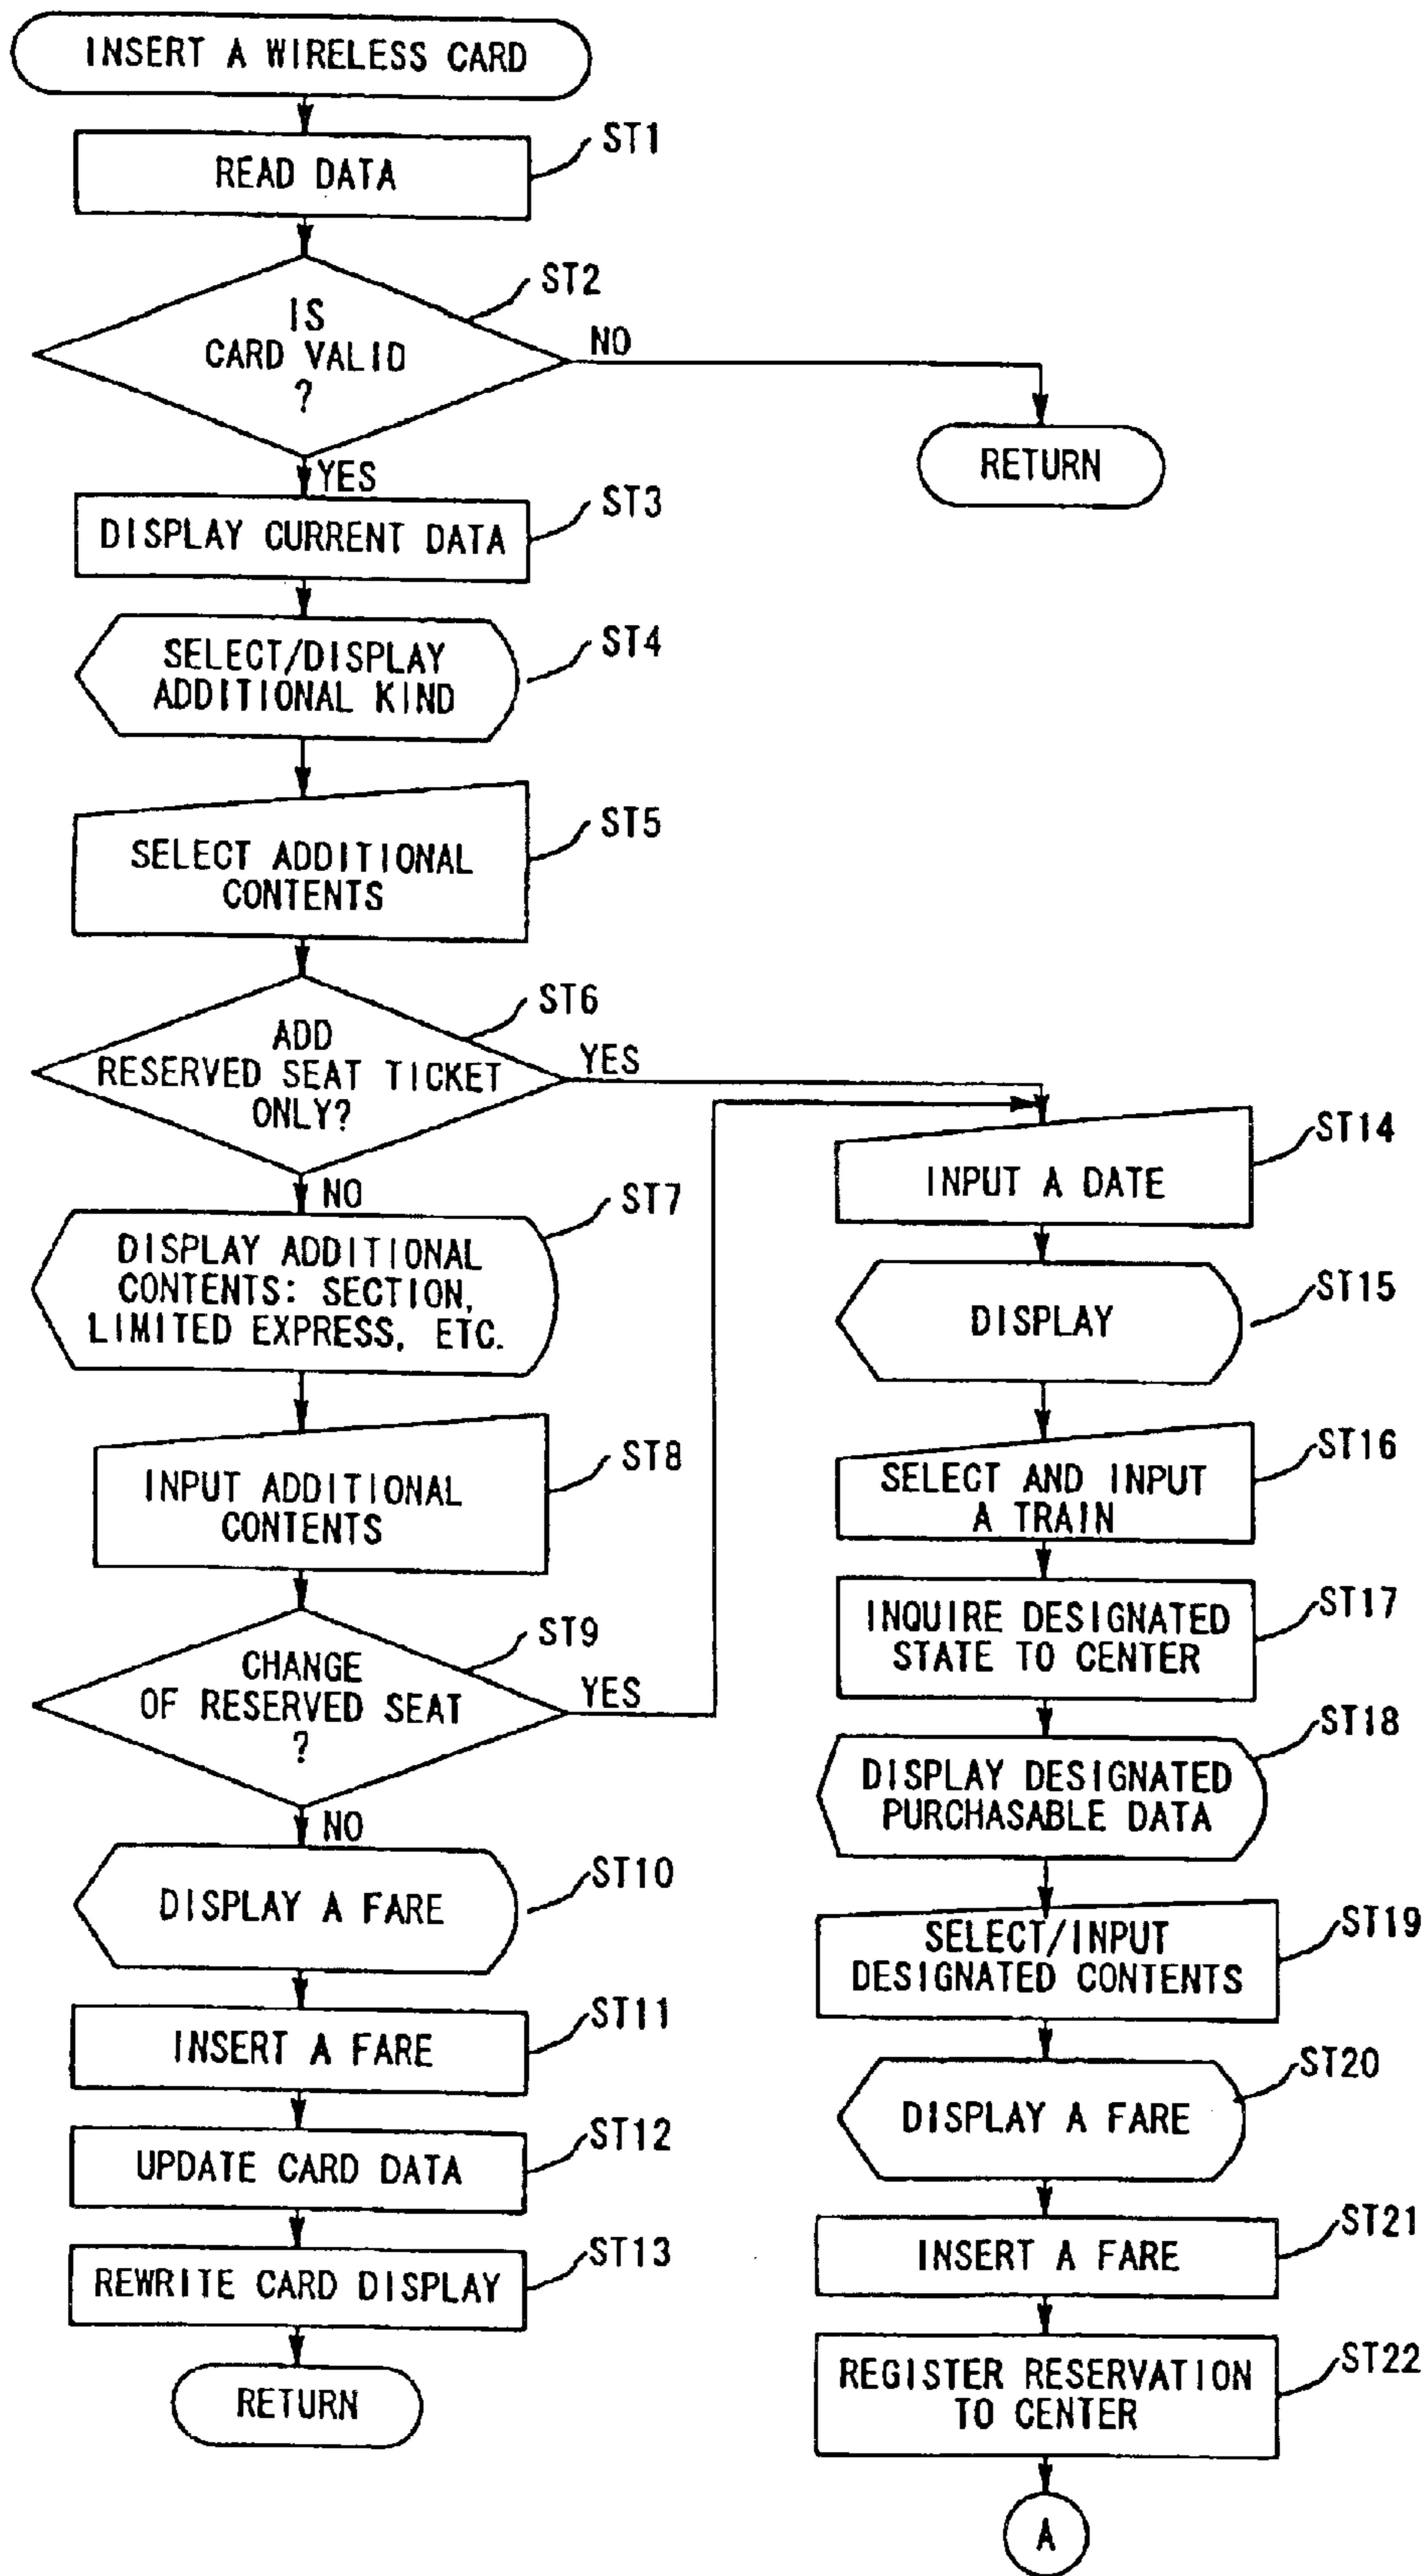 INSERT A WIRELESS CARD
ST1
READ DATA
ST2
IS
CARD VALID
?
NO
RETURN
YES
ST3
DISPLAY CURRENT DATA
ST4
SELECT/DISPLAY
ADDITIONAL KIND
ST5
SELECT ADDITIONAL
CONTENTS
ST6
ADD
RESERVED SEAT TICKET
ONLY?
YES
NO
ST7
DISPLAY ADDITIONAL
CONTENTS: SECTION,
LIMITED EXPRESS, ETC.
ST8
INPUT ADDITIONAL
CONTENTS
ST9
CHANGE
OF RESERVED SEAT
?
YES
NO
ST10
DISPLAY A FARE
ST11
INSERT A FARE
ST12
UPDATE CARD DATA
ST13
REWRITE CARD DISPLAY
RETURN
ST14
INPUT A DATE
ST15
DISPLAY
ST16
SELECT AND INPUT
A TRAIN
ST17
INQUIRE DESIGNATED
STATE TO CENTER
ST18
DISPLAY DESIGNATED
PURCHASABLE DATA
ST19
SELECT/INPUT
DESIGNATED CONTENTS
ST20
DISPLAY A FARE
ST21
INSERT A FARE
ST22
REGISTER RESERVATION
TO CENTER
A